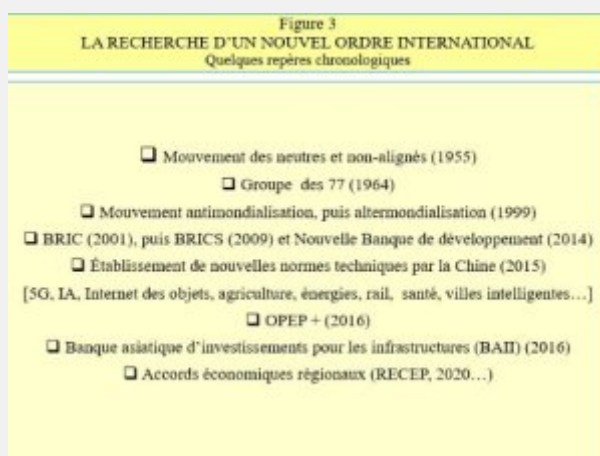 Figure 3
LA RECHERCHE D'UN NOUVEL ORDRE INTERNATIONAL
Quelques repères chronologiques
❑ Mouvement des neutres et non-alignés (1955)
❑ Groupe des 77 (1964)
❑ Mouvement antimondialisation, puis altermondialisation (1999)
❑ BRIC (2001), puis BRICS (2009) et Nouvelle Banque de développement (2014)
❑ Établissement de nouvelles normes techniques par la Chine (2015)
[5G, IA, Internet des objets, agriculture, énergies, rail, santé, villes intelligentes…]
❑ OPEP + (2016)
❑ Banque asiatique d'investissements pour les infrastructures (BAII) (2016)
❑ Accords économiques régionaux (RECEP, 2020…)